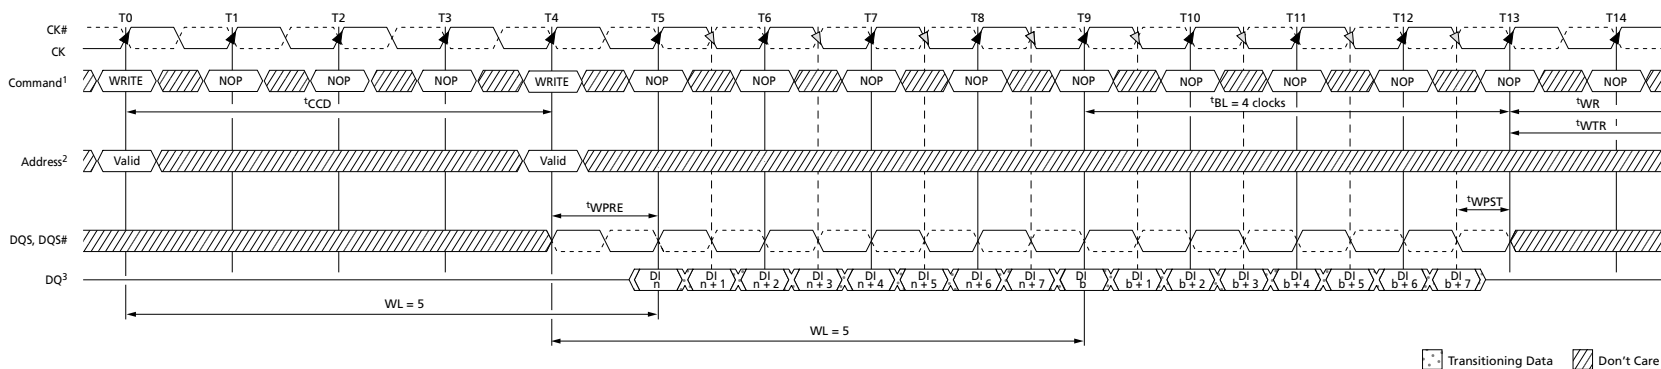 T0 T1 T2 T3 T4 T5 T6 T7 T8 T9 T10 T11 T12 T13 T14
CK#
CK
Command1 WRITE NOP NOP NOP WRITE NOP NOP NOP NOP NOP NOP NOP NOP NOP NOP
tCCD tBL = 4 clocks tWR
tWTR
Address2 Valid Valid
tWPRE tWPST
DQS, DQS#
DQ3 DI n DI n + 1 DI n + 2 DI n + 3 DI n + 4 DI n + 5 DI n + 6 DI n + 7 DI b DI b + 1 DI b + 2 DI b + 3 DI b + 4 DI b + 5 DI b + 6 DI b + 7
WL = 5
WL = 5
Transitioning Data Don't Care